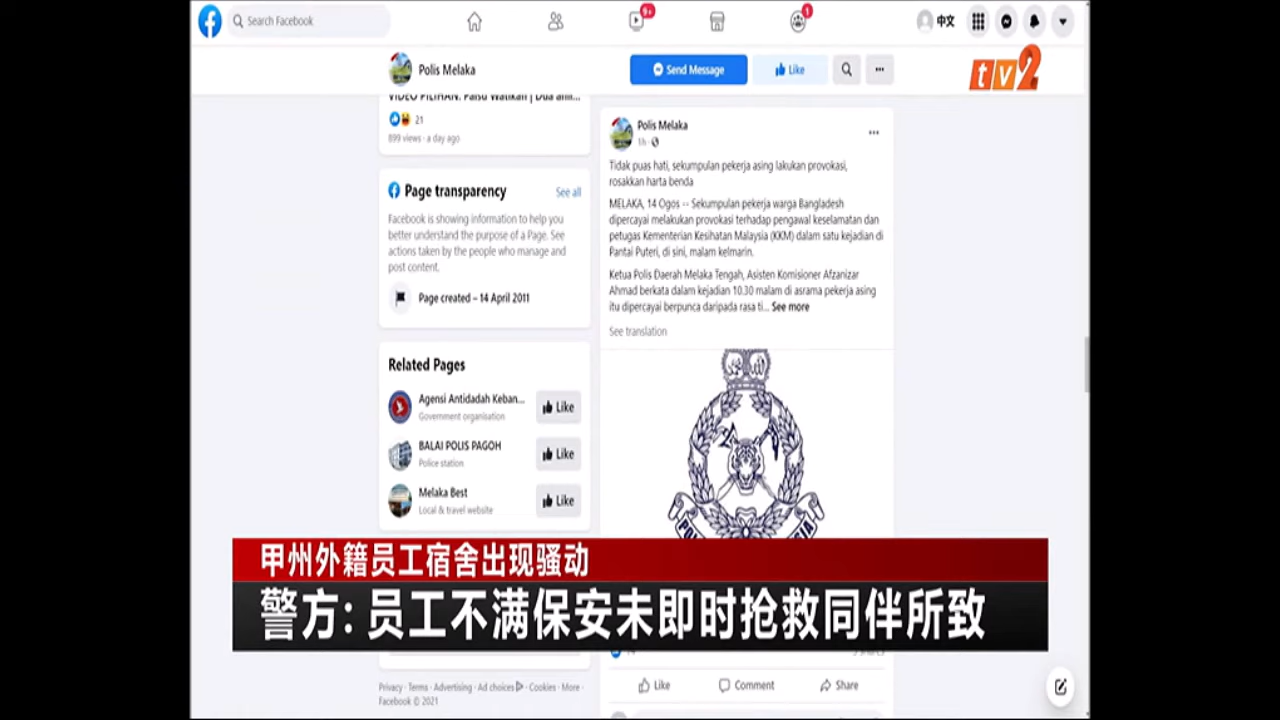 Search Facebook
9+
1
中文
Polis Melaka
Send Message
Like
tv2
VIDEO PILIHAN: Palsu Watikah | Dua
21
899 views · a day ago
Page transparency
See all
Facebook is showing information to help you
better understand the purpose of a Page. See
actions taken by the people who manage and
post content.
Page created – 14 April 2011
Related Pages
Agensi Antidadah Keban...
Government organisation
Like
BALAI POLIS PAGOH
Police station
Like
Melaka Best
Local & travel website
Like
Privacy · Terms · Advertising · Ad choices · Cookies · More ·
Facebook © 2021
Polis Melaka
1h
Tidak puas hati, sekumpulan pekerja asing lakukan provokasi,
rosakkan harta benda
MELAKA, 14 Ogos -- Sekumpulan pekerja warga Bangladesh
dipercayai melakukan provokasi terhadap pengawal keselamatan dan
petugas Kementerian Kesihatan Malaysia (KKM) dalam satu kejadian di
Pantai Puteri, di sini, malam kelmarin.
Ketua Polis Daerah Melaka Tengah, Asisten Komisioner Afzanizar
Ahmad berkata dalam kejadian 10.30 malam di asrama pekerja asing
itu dipercayai berpunca daripada rasa ti... See more
See translation
甲州外籍员工宿舍出现骚动
警方: 员工不满保安未即时抢救同伴所致
Like
Comment
Share